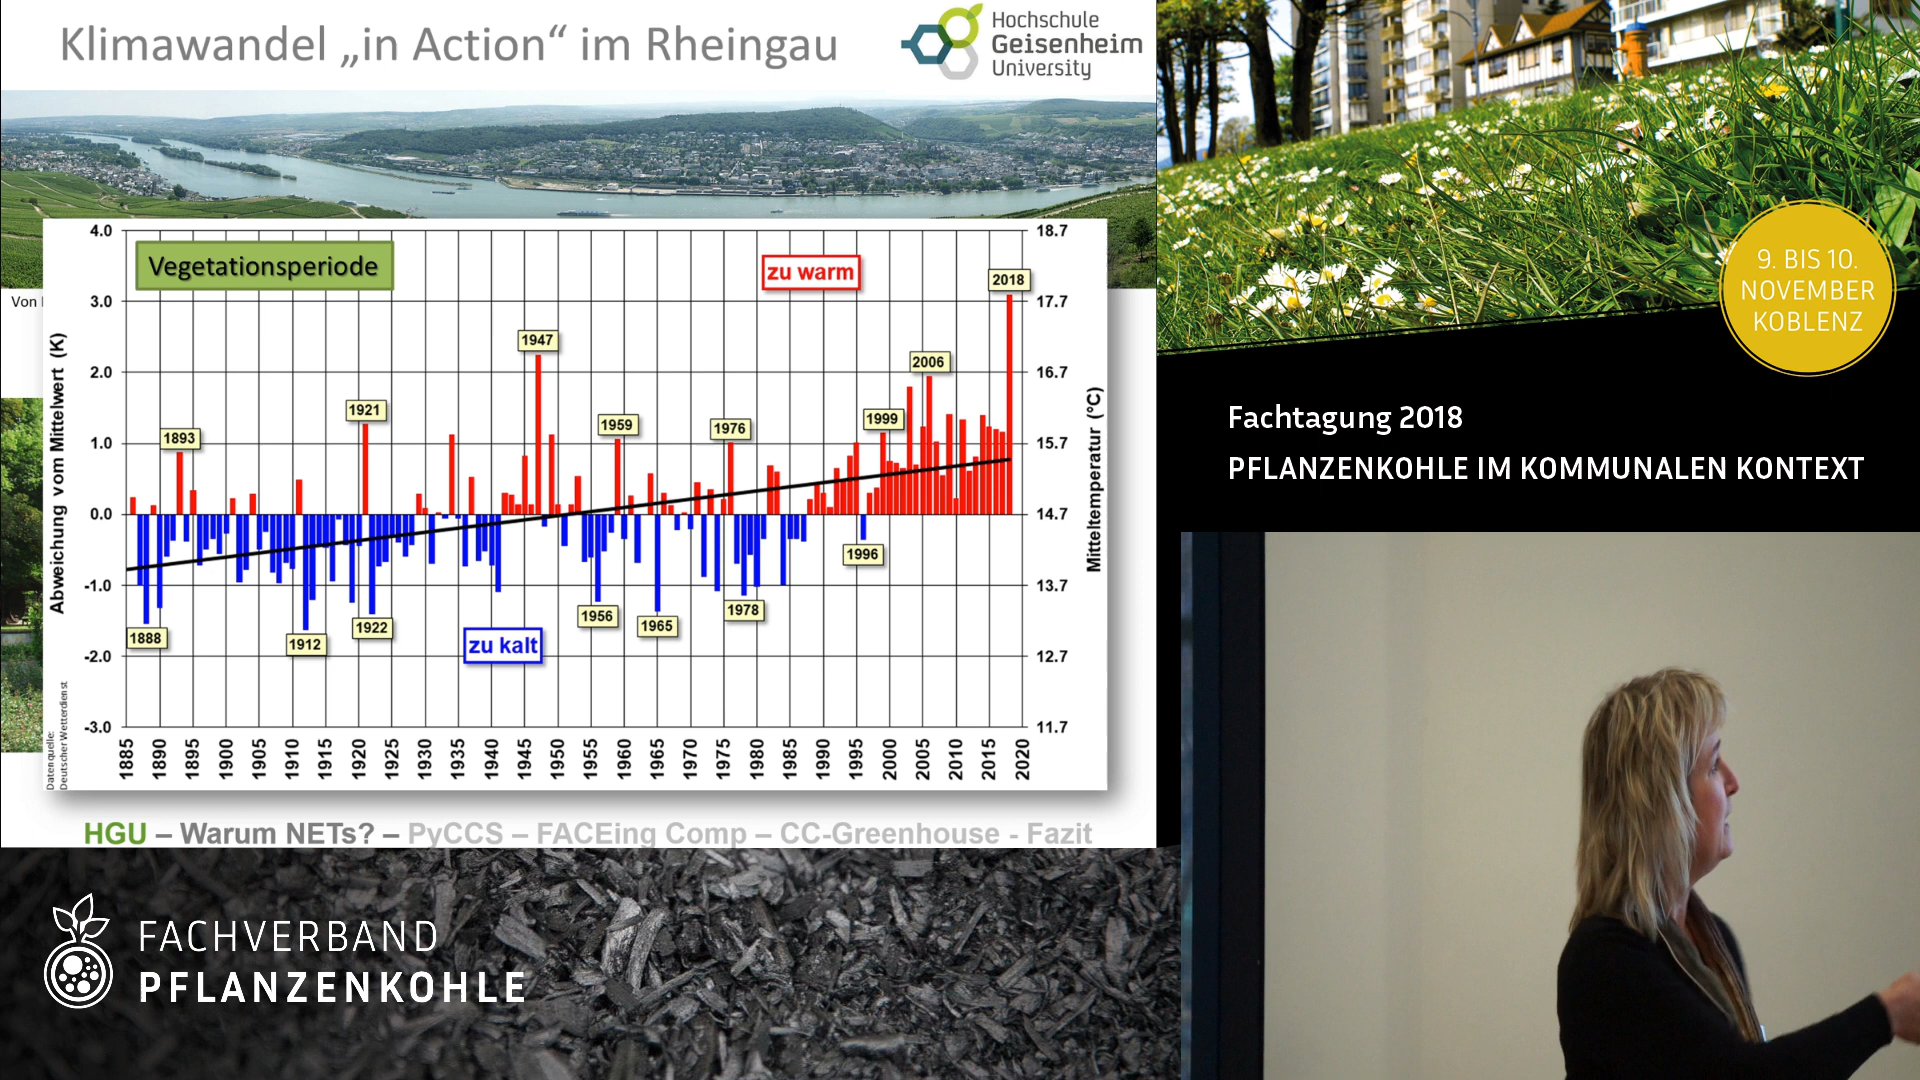 Klimawandel „in Action“ im Rheingau
Hochschule
Geisenheim
University
Von
Vegetationsperiode
zu warm
zu kalt
Abweichung vom Mittelwert (K)
4.0
3.0
2.0
1.0
0.0
-1.0
-2.0
-3.0
18.7
17.7
16.7
15.7
14.7
13.7
12.7
11.7
Mitteltemperatur (°C)
1893
1921
1947
1959
1976
1999
2006
2018
1888
1912
1922
1956
1965
1978
1996
1885 1890 1895 1900 1905 1910 1915 1920 1925 1930 1935 1940 1945 1950 1955 1960 1965 1970 1975 1980 1985 1990 1995 2000 2005 2010 2015 2020
Datenquelle:
Deutscher Wetterdienst
HGU – Warum NETs? – PyCCS – FACEing Comp – CC-Greenhouse - Fazit
9. BIS 10.
NOVEMBER
KOBLENZ
Fachtagung 2018
PFLANZENKOHLE IM KOMMUNALEN KONTEXT
FACHVERBAND
PFLANZENKOHLE